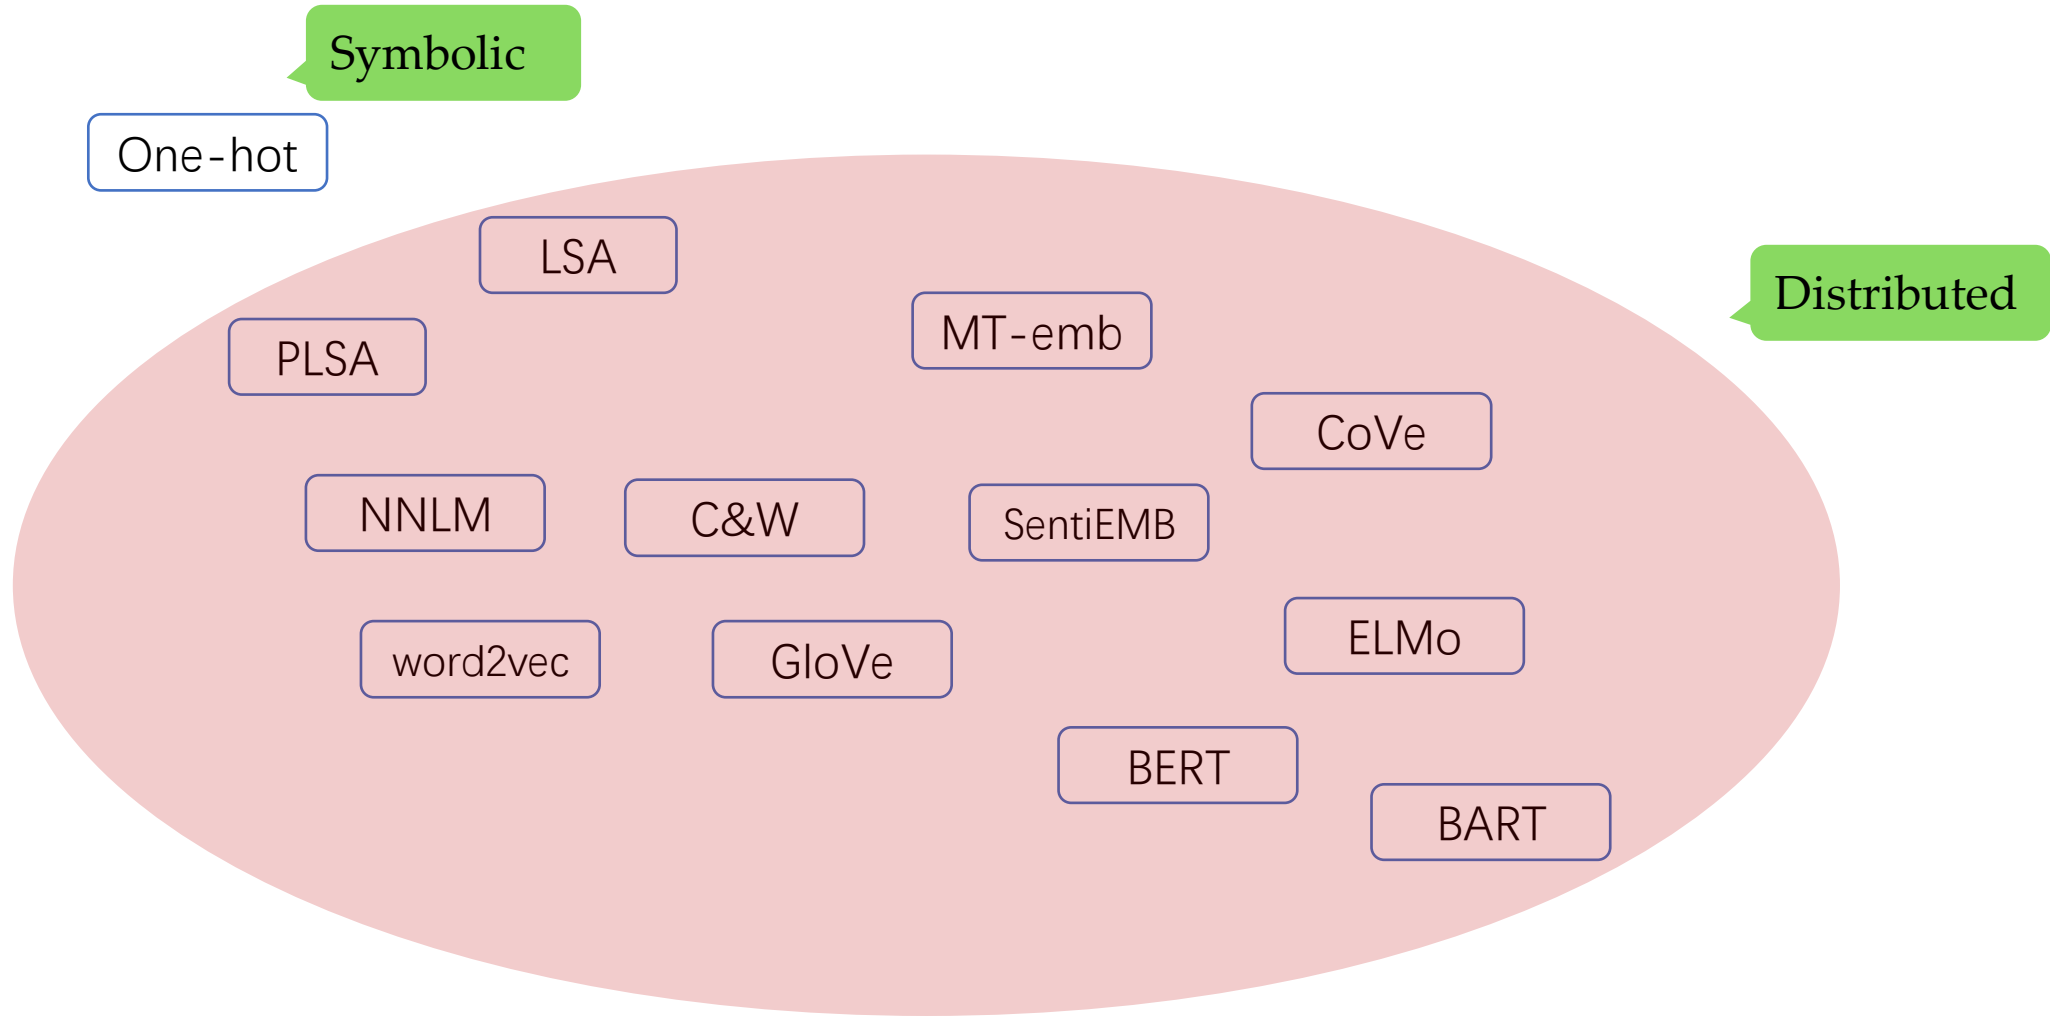 Symbolic
One-hot
LSA
Distributed
MT-emb
PLSA
CoVe
NNLM
C&W
SentiEMB
ELMo
word2vec
GloVe
BERT
BART